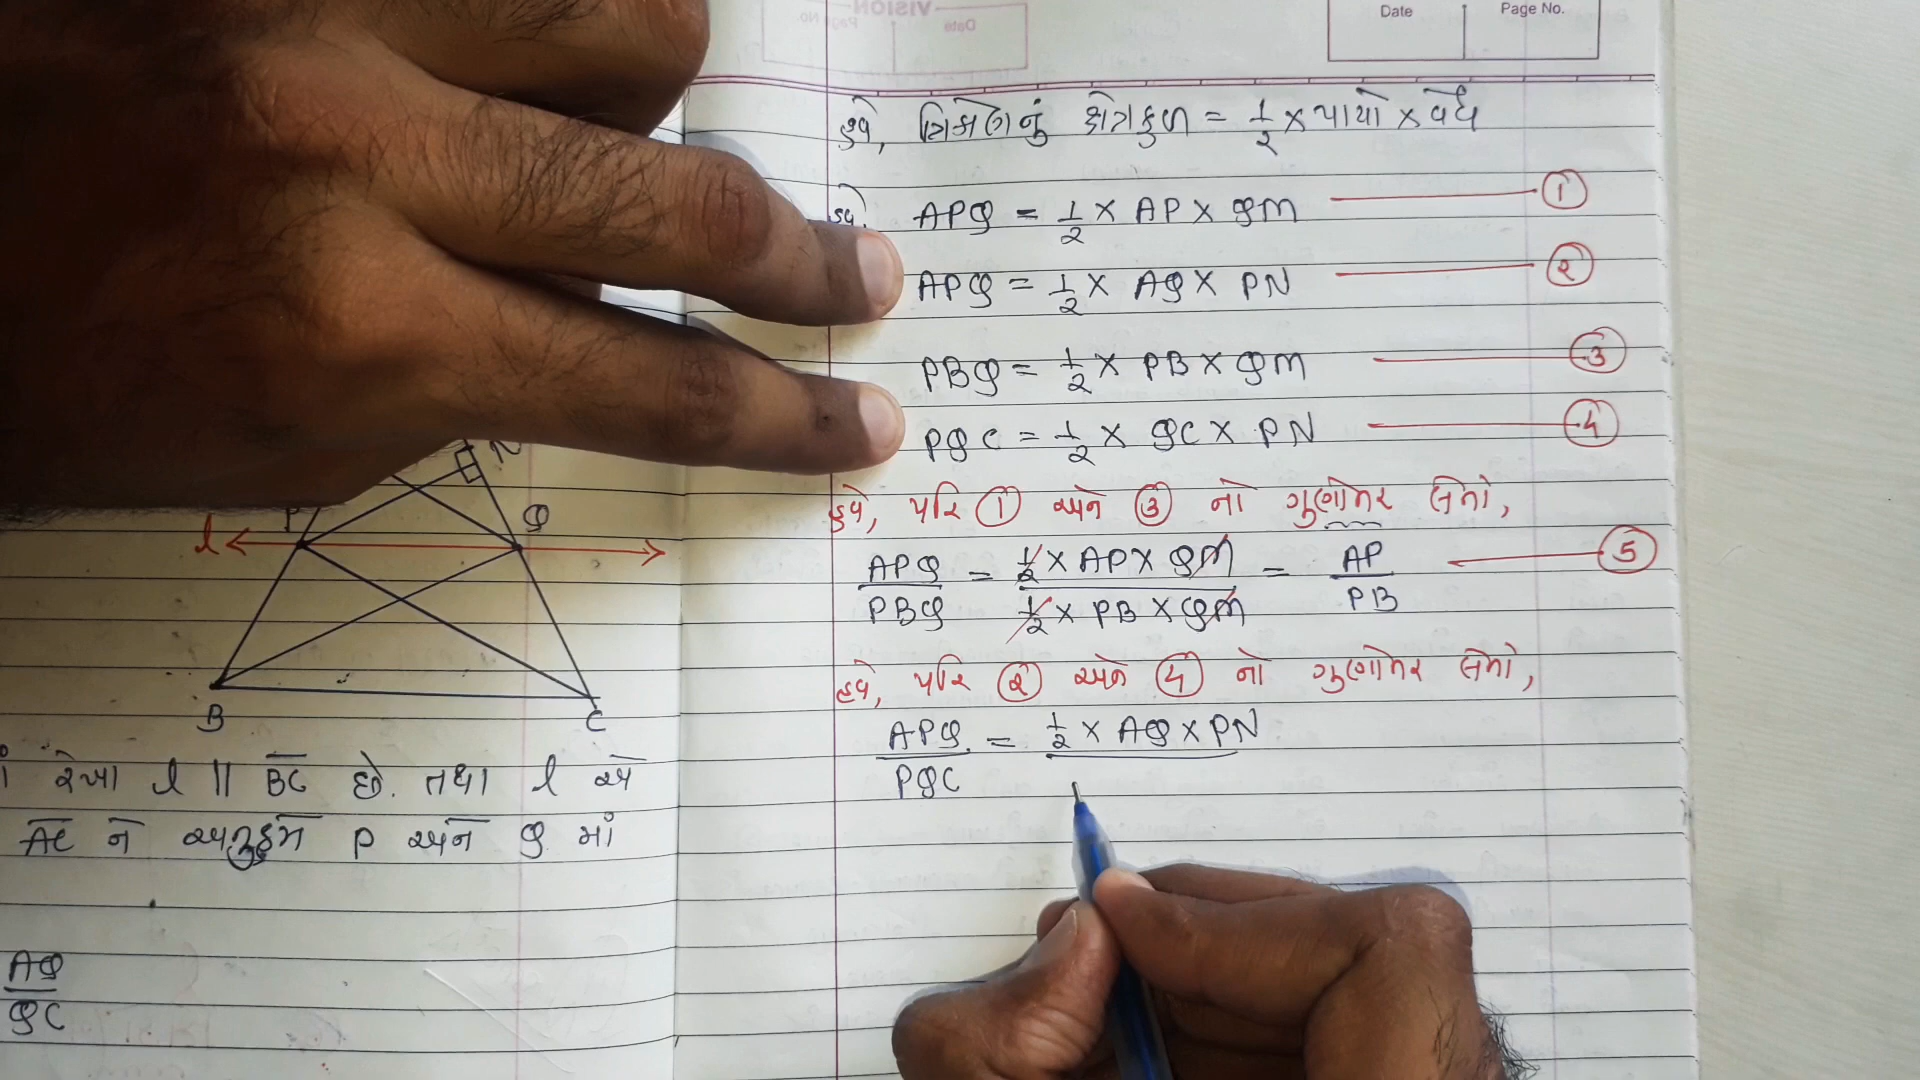 P
Q
N
l
B
C
રેખા l || BC છે. તથા l એ
AC ને અનુક્રમે P અને Q માં
AQ
QC
Date
Page No.
હવે, ત્રિકોણનું ક્ષેત્રફળ = 1/2 × પાયો × વેધ
હવે, APQ = 1/2 × AP × QM ①
APQ = 1/2 × AQ × PN ②
PBQ = 1/2 × PB × QM ③
PQC = 1/2 × QC × PN ④
હવે, પરિ ① અને ③ નો ગુણોત્તર લેતાં,
APQ/PBQ = 1/2 × AP × QM / 1/2 × PB × QM = AP/PB ⑤
હવે, પરિ ② અને ④ નો ગુણોત્તર લેતાં,
APQ/PQC = 1/2 × AQ × PN